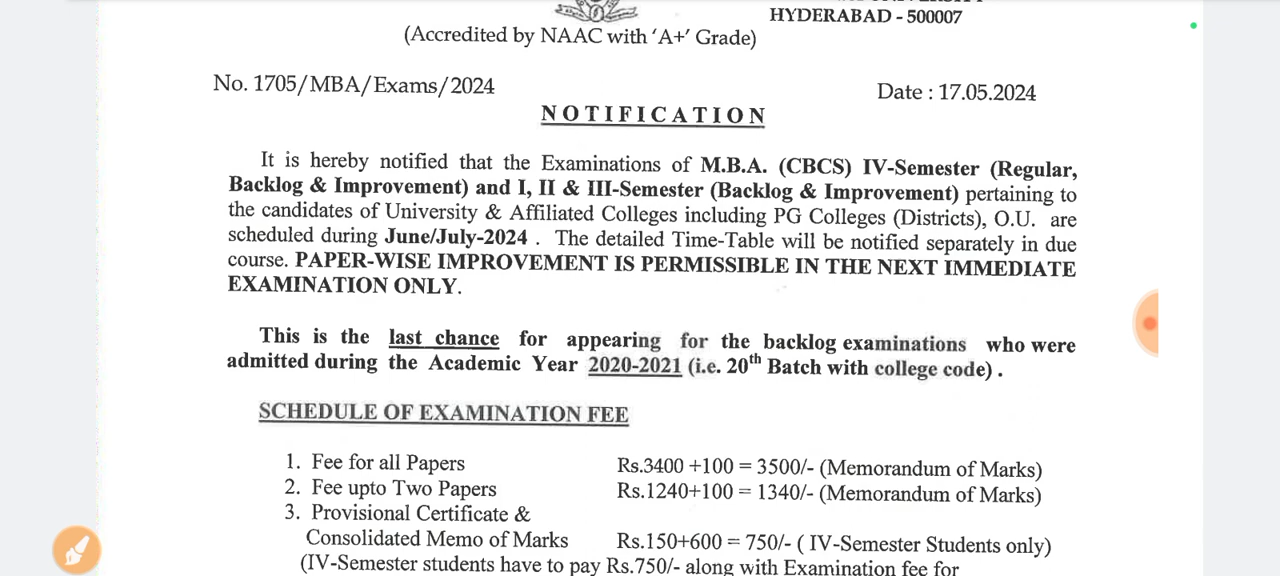 HYDERABAD - 500007
(Accredited by NAAC with 'A+' Grade)
No. 1705/MBA/Exams/2024
Date : 17.05.2024
NOTIFICATION
It is hereby notified that the Examinations of M.B.A. (CBCS) IV-Semester (Regular,
Backlog & Improvement) and I, II & III-Semester (Backlog & Improvement) pertaining to
the candidates of University & Affiliated Colleges including PG Colleges (Districts), O.U. are
scheduled during June/July-2024 . The detailed Time-Table will be notified separately in due
course. PAPER-WISE IMPROVEMENT IS PERMISSIBLE IN THE NEXT IMMEDIATE
EXAMINATION ONLY.
This is the last chance for appearing for the backlog examinations who were
admitted during the Academic Year 2020-2021 (i.e. 20th Batch with college code) .
SCHEDULE OF EXAMINATION FEE
1. Fee for all Papers Rs.3400 +100 = 3500/- (Memorandum of Marks)
2. Fee upto Two Papers Rs.1240+100 = 1340/- (Memorandum of Marks)
3. Provisional Certificate &
Consolidated Memo of Marks Rs.150+600 = 750/- ( IV-Semester Students only)
(IV-Semester students have to pay Rs.750/- along with Examination fee for